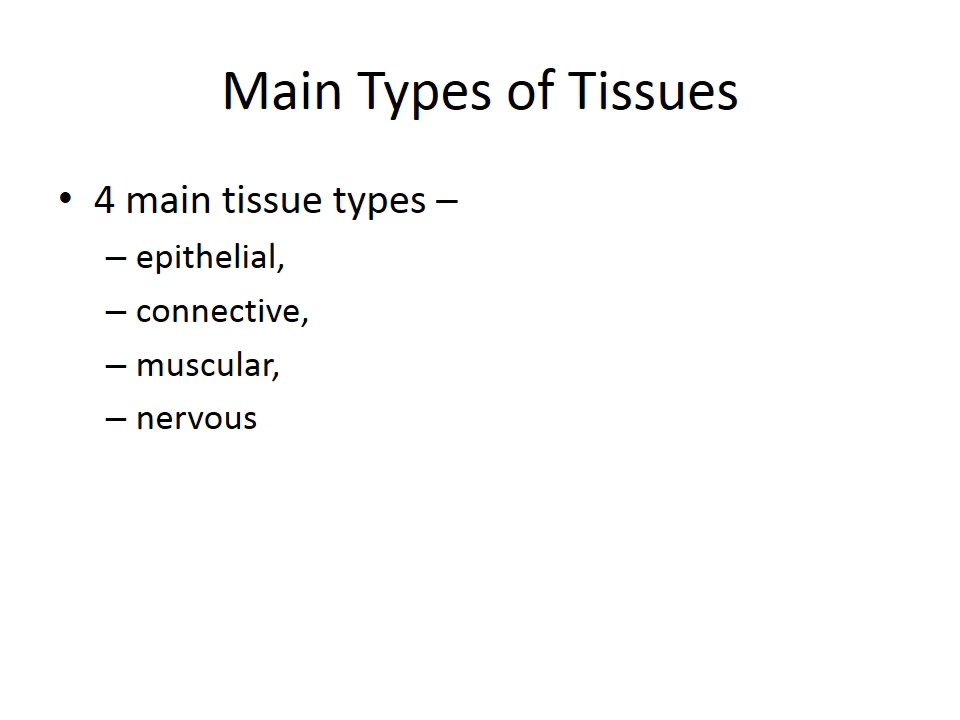 Main Types of Tissues
• 4 main tissue types –
– epithelial,
– connective,
– muscular,
– nervous